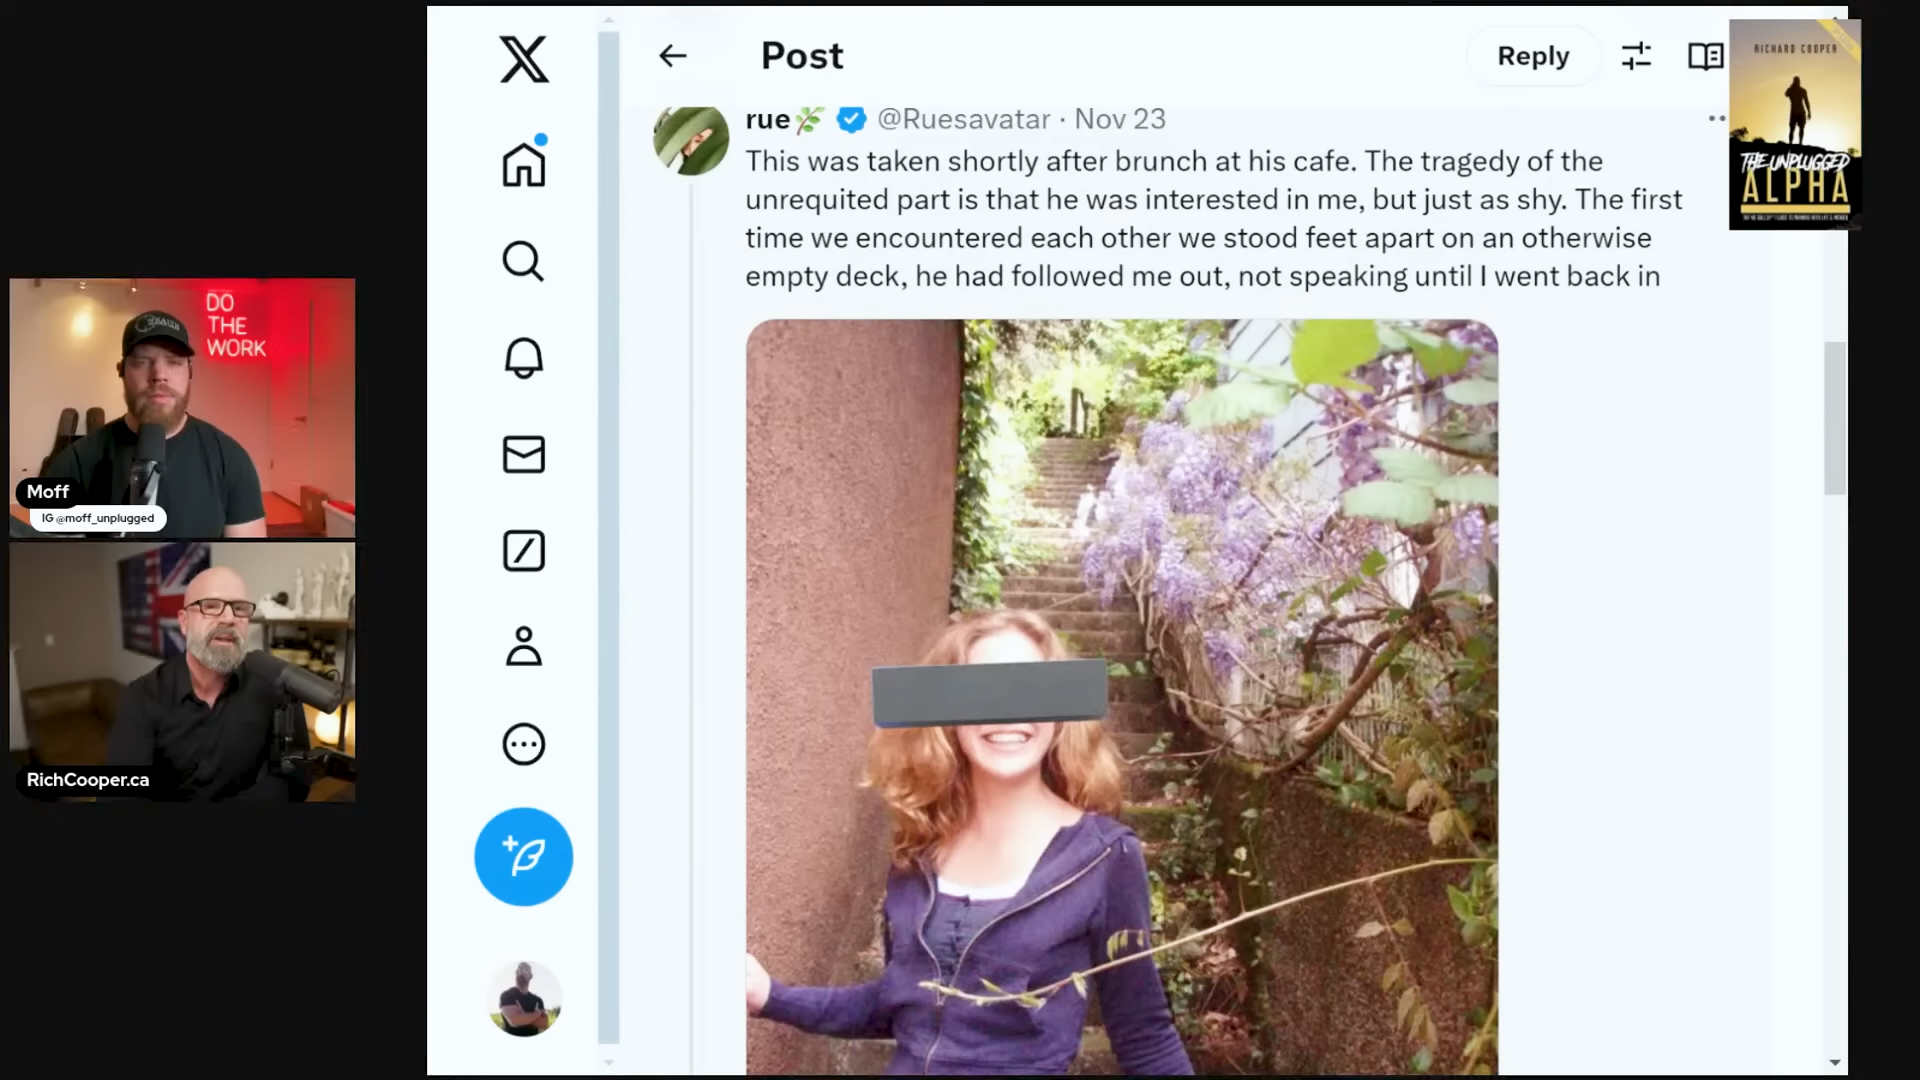 Post
Reply
rue @Ruesavatar · Nov 23
This was taken shortly after brunch at his cafe. The tragedy of the
unrequited part is that he was interested in me, but just as shy. The first
time we encountered each other we stood feet apart on an otherwise
empty deck, he had followed me out, not speaking until I went back in
RICHARD COOPER
THE UNPLUGGED
ALPHA
DO
THE
WORK
Moff
IG @moff_unplugged
RichCooper.ca